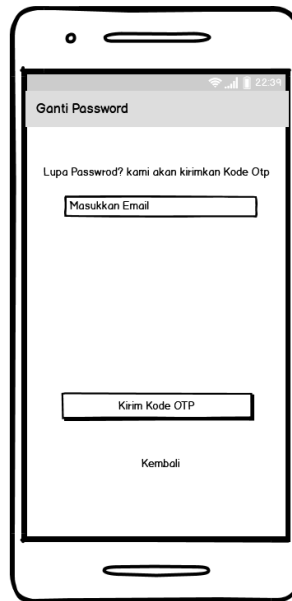 22:39
Ganti Password
Lupa Passwrod? kami akan kirimkan Kode Otp
Masukkan Email
Kirim Kode OTP
Kembali